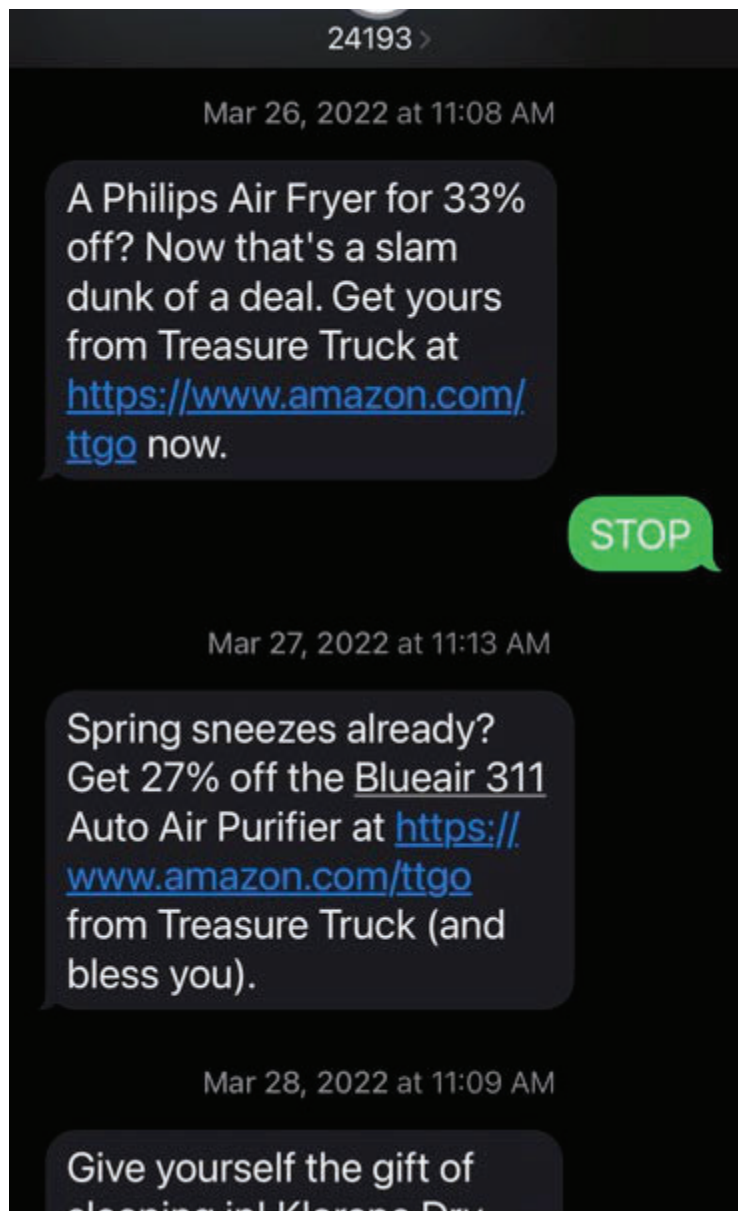 24193
Mar 26, 2022 at 11:08 AM
A Philips Air Fryer for 33%
off? Now that's a slam
dunk of a deal. Get yours
from Treasure Truck at
https://www.amazon.com/
ttgo now.
STOP
Mar 27, 2022 at 11:13 AM
Spring sneezes already?
Get 27% off the Blueair 311
Auto Air Purifier at https://
www.amazon.com/ttgo
from Treasure Truck (and
bless you).
Mar 28, 2022 at 11:09 AM
Give yourself the gift of
sleeping in! Klorane Dry